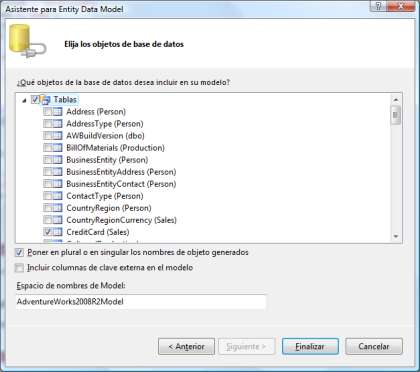 Asistente para Entity Data Model
Elija los objetos de base de datos
¿Qué objetos de la base de datos desea incluir en su modelo?
Tablas
Address (Person)
AddressType (Person)
AWBuildVersion (dbo)
BillOfMaterials (Production)
BusinessEntity (Person)
BusinessEntityAddress (Person)
BusinessEntityContact (Person)
ContactType (Person)
CountryRegion (Person)
CountryRegionCurrency (Sales)
CreditCard (Sales)
Poner en plural o en singular los nombres de objeto generados
Incluir columnas de clave externa en el modelo
Espacio de nombres de Model:
AdventureWorks2008R2Model
< Anterior
Siguiente >
Finalizar
Cancelar